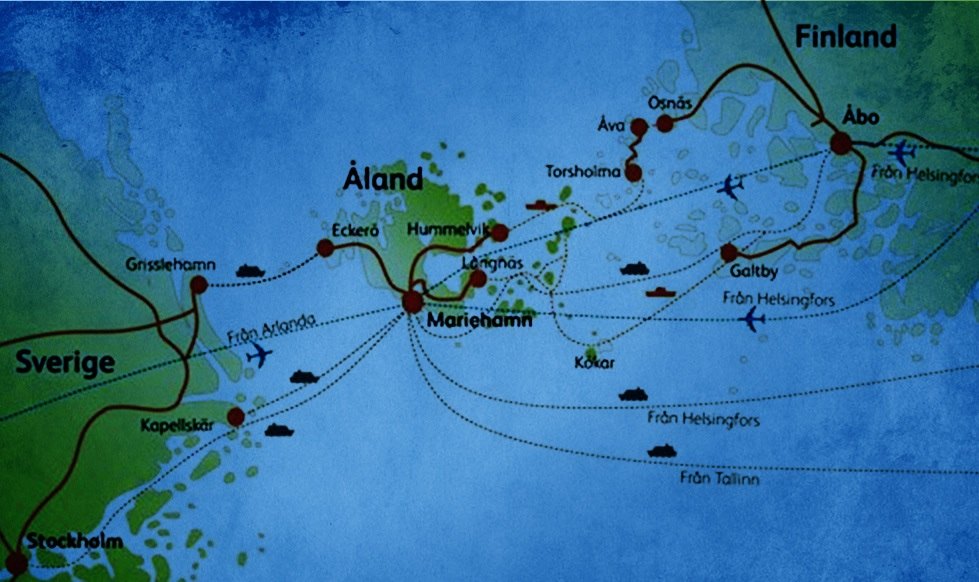 Finland
Osnäs
Åbo
Åva
Från Helsingfors
Torsholma
Åland
Eckerö
Hummelvik
Grisslehamn
Långnäs
Galtby
Från Helsingfors
Mariehamn
Från Arlanda
Sverige
Kökar
Kapellskär
Från Helsingfors
Från Tallinn
Stockholm